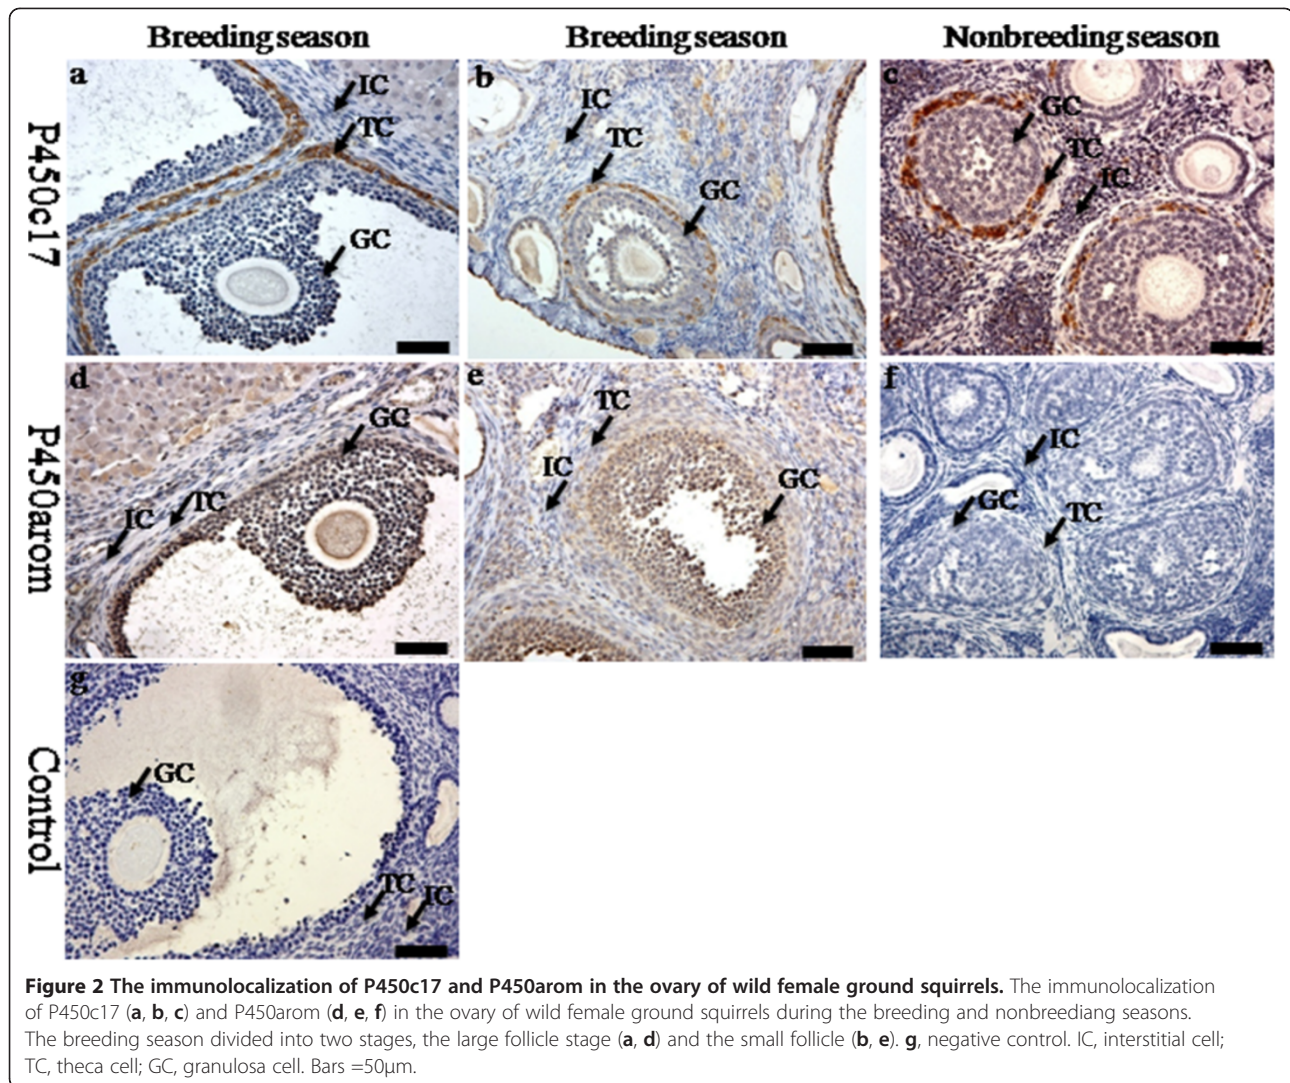 Breeding season Breeding season Nonbreeding season
P450c17
a IC TC GC
b IC TC GC
c GC TC IC
P450arom
d GC TC IC
e TC IC GC
f IC GC TC
Control
g GC TC IC
Figure 2 The immunolocalization of P450c17 and P450arom in the ovary of wild female ground squirrels. The immunolocalization
of P450c17 (a, b, c) and P450arom (d, e, f) in the ovary of wild female ground squirrels during the breeding and nonbreediang seasons.
The breeding season divided into two stages, the large follicle stage (a, d) and the small follicle (b, e). g, negative control. IC, interstitial cell;
TC, theca cell; GC, granulosa cell. Bars =50μm.